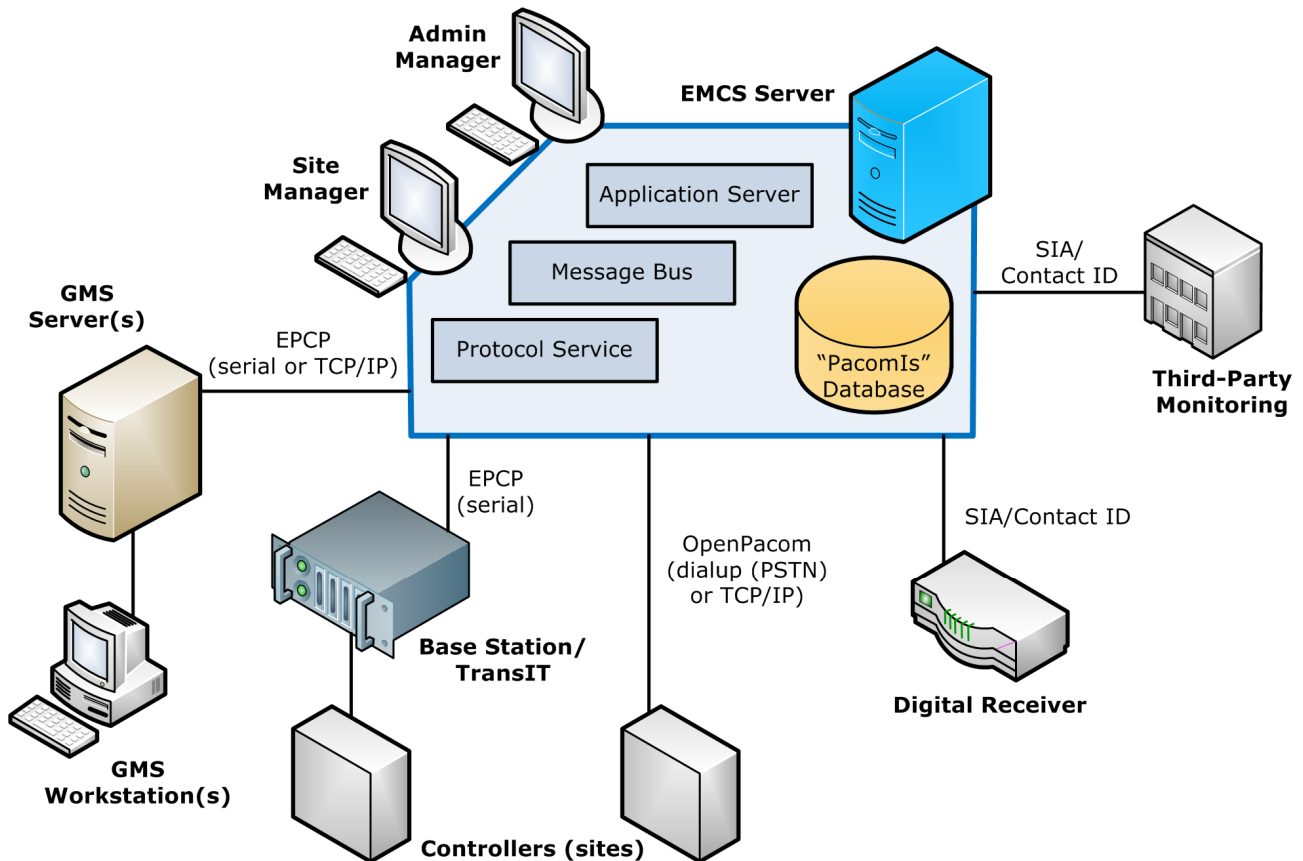 Admin
Manager
EMCS Server
Site
Manager
Application Server
Message Bus
SIA/
Contact ID
GMS
Server(s)
EPCP
(serial or TCP/IP)
Protocol Service
“PacomIs”
Database
Third-Party
Monitoring
EPCP
(serial)
SIA/Contact ID
OpenPacom
(dialup (PSTN)
or TCP/IP)
Base Station/
TransIT
Digital Receiver
GMS
Workstation(s)
Controllers (sites)